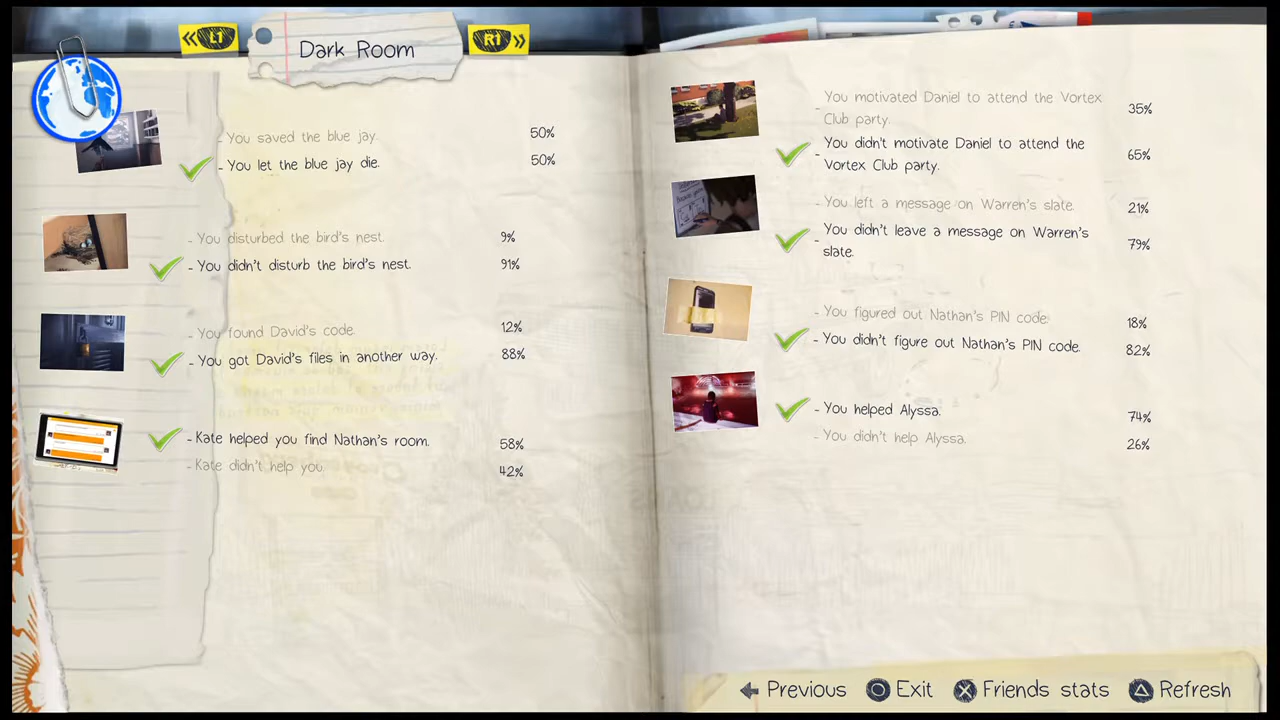 L1
Dark Room
R1
- You saved the blue jay. 50%
- You let the blue jay die. 50%
- You disturbed the bird's nest. 9%
- You didn't disturb the bird's nest. 91%
- You found David's code. 12%
- You got David's files in another way. 88%
- Kate helped you find Nathan's room. 58%
- Kate didn't help you. 42%
- You motivated Daniel to attend the Vortex
Club party. 35%
- You didn't motivate Daniel to attend the
Vortex Club party. 65%
- You left a message on Warren's slate. 21%
- You didn't leave a message on Warren's
slate. 79%
- You figured out Nathan's PIN code. 18%
- You didn't figure out Nathan's PIN code. 82%
- You helped Alyssa. 74%
- You didn't help Alyssa. 26%
Previous Exit Friends stats Refresh